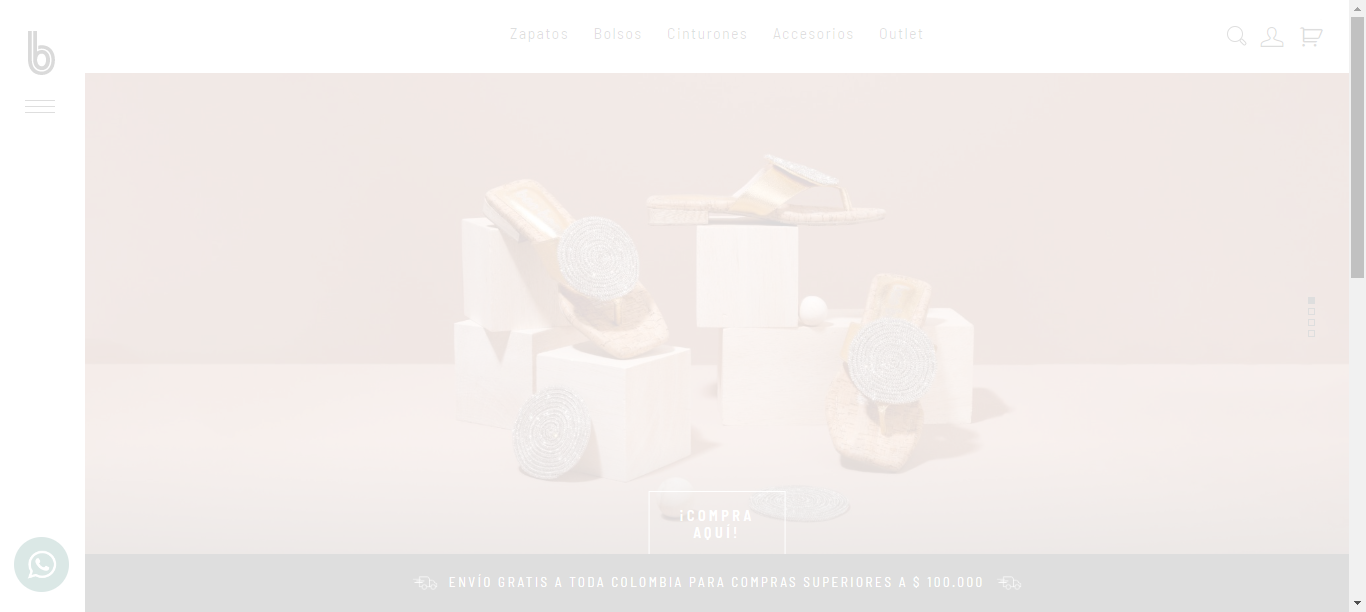 b
Zapatos Bolsos Cinturones Accesorios Outlet
¡COMPRA
AQUÍ!
ENVÍO GRATIS A TODA COLOMBIA PARA COMPRAS SUPERIORES A $ 100.000